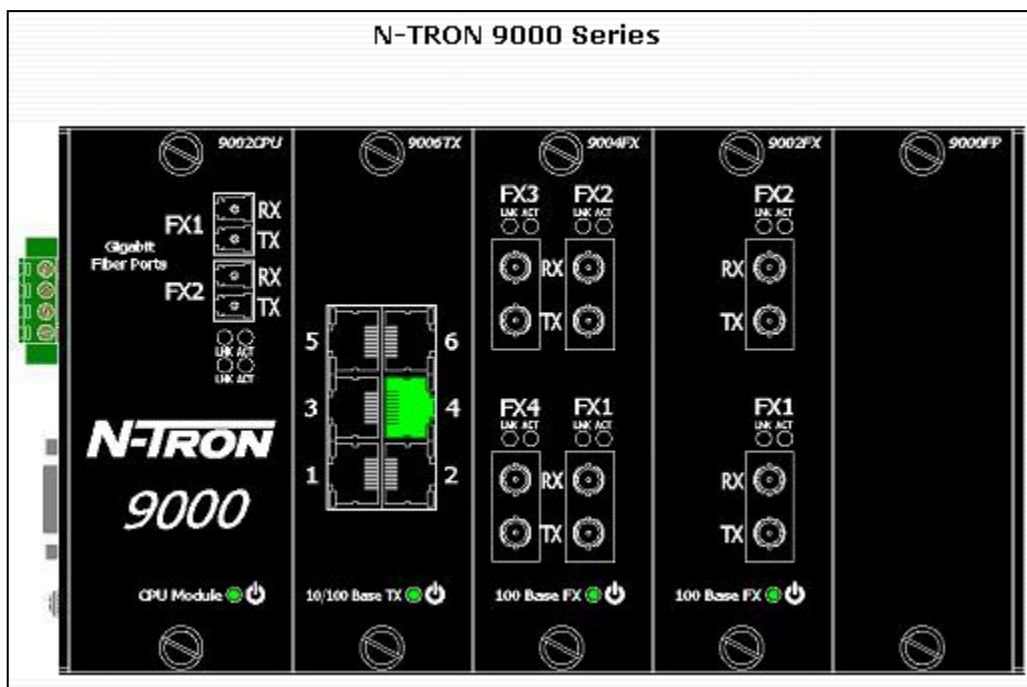 N-TRON 9000 Series
9002CPU
FX1
RX
TX
Gigabit
Fiber Ports
FX2
RX
TX
LNK ACT
LNK ACT
N-TRON
9000
CPU Module
9006TX
5
6
3
4
1
2
10/100 Base TX
9004FX
FX3
FX2
LNK ACT
LNK ACT
RX
TX
FX4
FX1
LNK ACT
LNK ACT
RX
TX
100 Base FX
9002FX
FX2
LNK ACT
RX
TX
FX1
LNK ACT
RX
TX
100 Base FX
9000FP